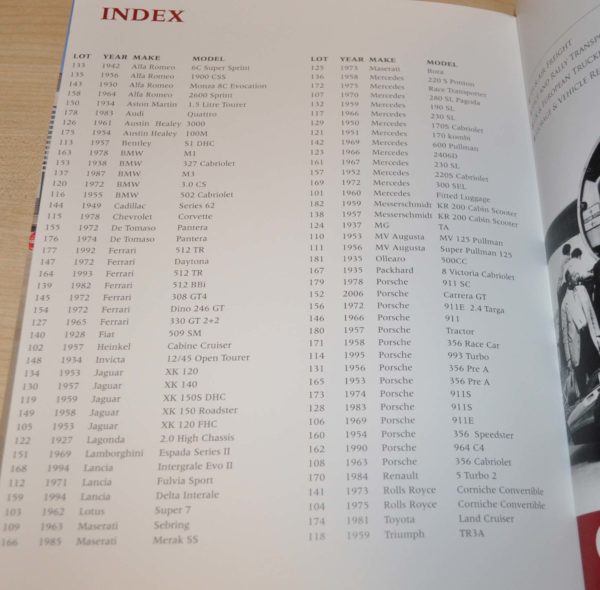 INDEX
LOT YEAR MAKE MODEL
133 1942 Alfa Romeo 6C Super Sprint
135 1956 Alfa Romeo 1900 CSS
143 1930 Alfa Romeo Monza 8C Evocation
158 1964 Alfa Romeo 2600 Sprint
150 1934 Aston Martin 1.5 Litre Tourer
178 1983 Audi Quattro
126 1961 Austin Healey 3000
175 1954 Austin Healey 100M
113 1957 Bentley S1 DHC
163 1978 BMW M1
153 1938 BMW 327 Cabriolet
137 1987 BMW M3
120 1972 BMW 3.0 CS
116 1955 BMW 502 Cabriolet
144 1949 Cadillac Series 62
115 1978 Chevrolet Corvette
155 1972 De Tomaso Pantera
176 1974 De Tomaso Pantera
177 1992 Ferrari 512 TR
147 1972 Ferrari Daytona
164 1993 Ferrari 512 TR
139 1982 Ferrari 512 BBi
145 1972 Ferrari 308 GT4
154 1972 Ferrari Dino 246 GT
127 1965 Ferrari 330 GT 2+2
140 1928 Fiat 509 SM
102 1957 Heinkel Cabine Cruiser
148 1934 Invicta 12/45 Open Tourer
134 1953 Jaguar XK 120
130 1957 Jaguar XK 140
119 1959 Jaguar XK 150S DHC
149 1958 Jaguar XK 150 Roadster
105 1953 Jaguar XK 120 FHC
122 1927 Lagonda 2.0 High Chassis
151 1969 Lamborghini Espada Series II
168 1994 Lancia Intergrale Evo II
112 1971 Lancia Fulvia Sport
159 1994 Lancia Delta Interale
103 1962 Lotus Super 7
109 1963 Maserati Sebring
166 1985 Maserati Merak SS
LOT YEAR MAKE MODEL
125 1973 Maserati Bora
136 1958 Mercedes 220 S Ponton
172 1975 Mercedes Race Transporter
107 1970 Mercedes 280 SL Pagoda
132 1959 Mercedes 190 SL
117 1966 Mercedes 230 SL
129 1950 Mercedes 170S Cabriolet
121 1951 Mercedes 170 kombi
142 1969 Mercedes 600 Pullman
123 1966 Mercedes 2406D
161 1967 Mercedes 230 SL
157 1952 Mercedes 220S Cabriolet
169 1972 Mercedes 300 SEL
101 1960 Mercedes Fitted Luggage
182 1959 Messerschmidt KR 200 Cabin Scooter
138 1957 Messerschmidt KR 200 Cabin Scooter
124 1937 MG TA
110 1953 MV Augusta MV 125 Pullman
111 1956 MV Augusta Super Pullman 125
181 1935 Ollearo 500CC
167 1935 Packhard 8 Victoria Cabriolet
179 1978 Porsche 911 SC
152 2006 Porsche Carrera GT
156 1972 Porsche 911E 2.4 Targa
146 1966 Porsche 911
180 1957 Porsche Tractor
171 1958 Porsche 356 Race Car
114 1995 Porsche 993 Turbo
131 1956 Porsche 356 Pre A
165 1953 Porsche 356 Pre A
173 1974 Porsche 911S
128 1983 Porsche 911S
106 1969 Porsche 911E
160 1954 Porsche 356 Speedster
162 1990 Porsche 964 C4
108 1963 Porsche 356 Cabriolet
170 1984 Renault 5 Turbo 2
141 1973 Rolls Royce Corniche Convertible
104 1975 Rolls Royce Corniche Convertible
174 1981 Toyota Land Cruiser
118 1959 Triumph TR3A
AIR FREIGHT
AND RALLY TRANSPO
EUROPEAN TRUCKI
& VEHICLE RE